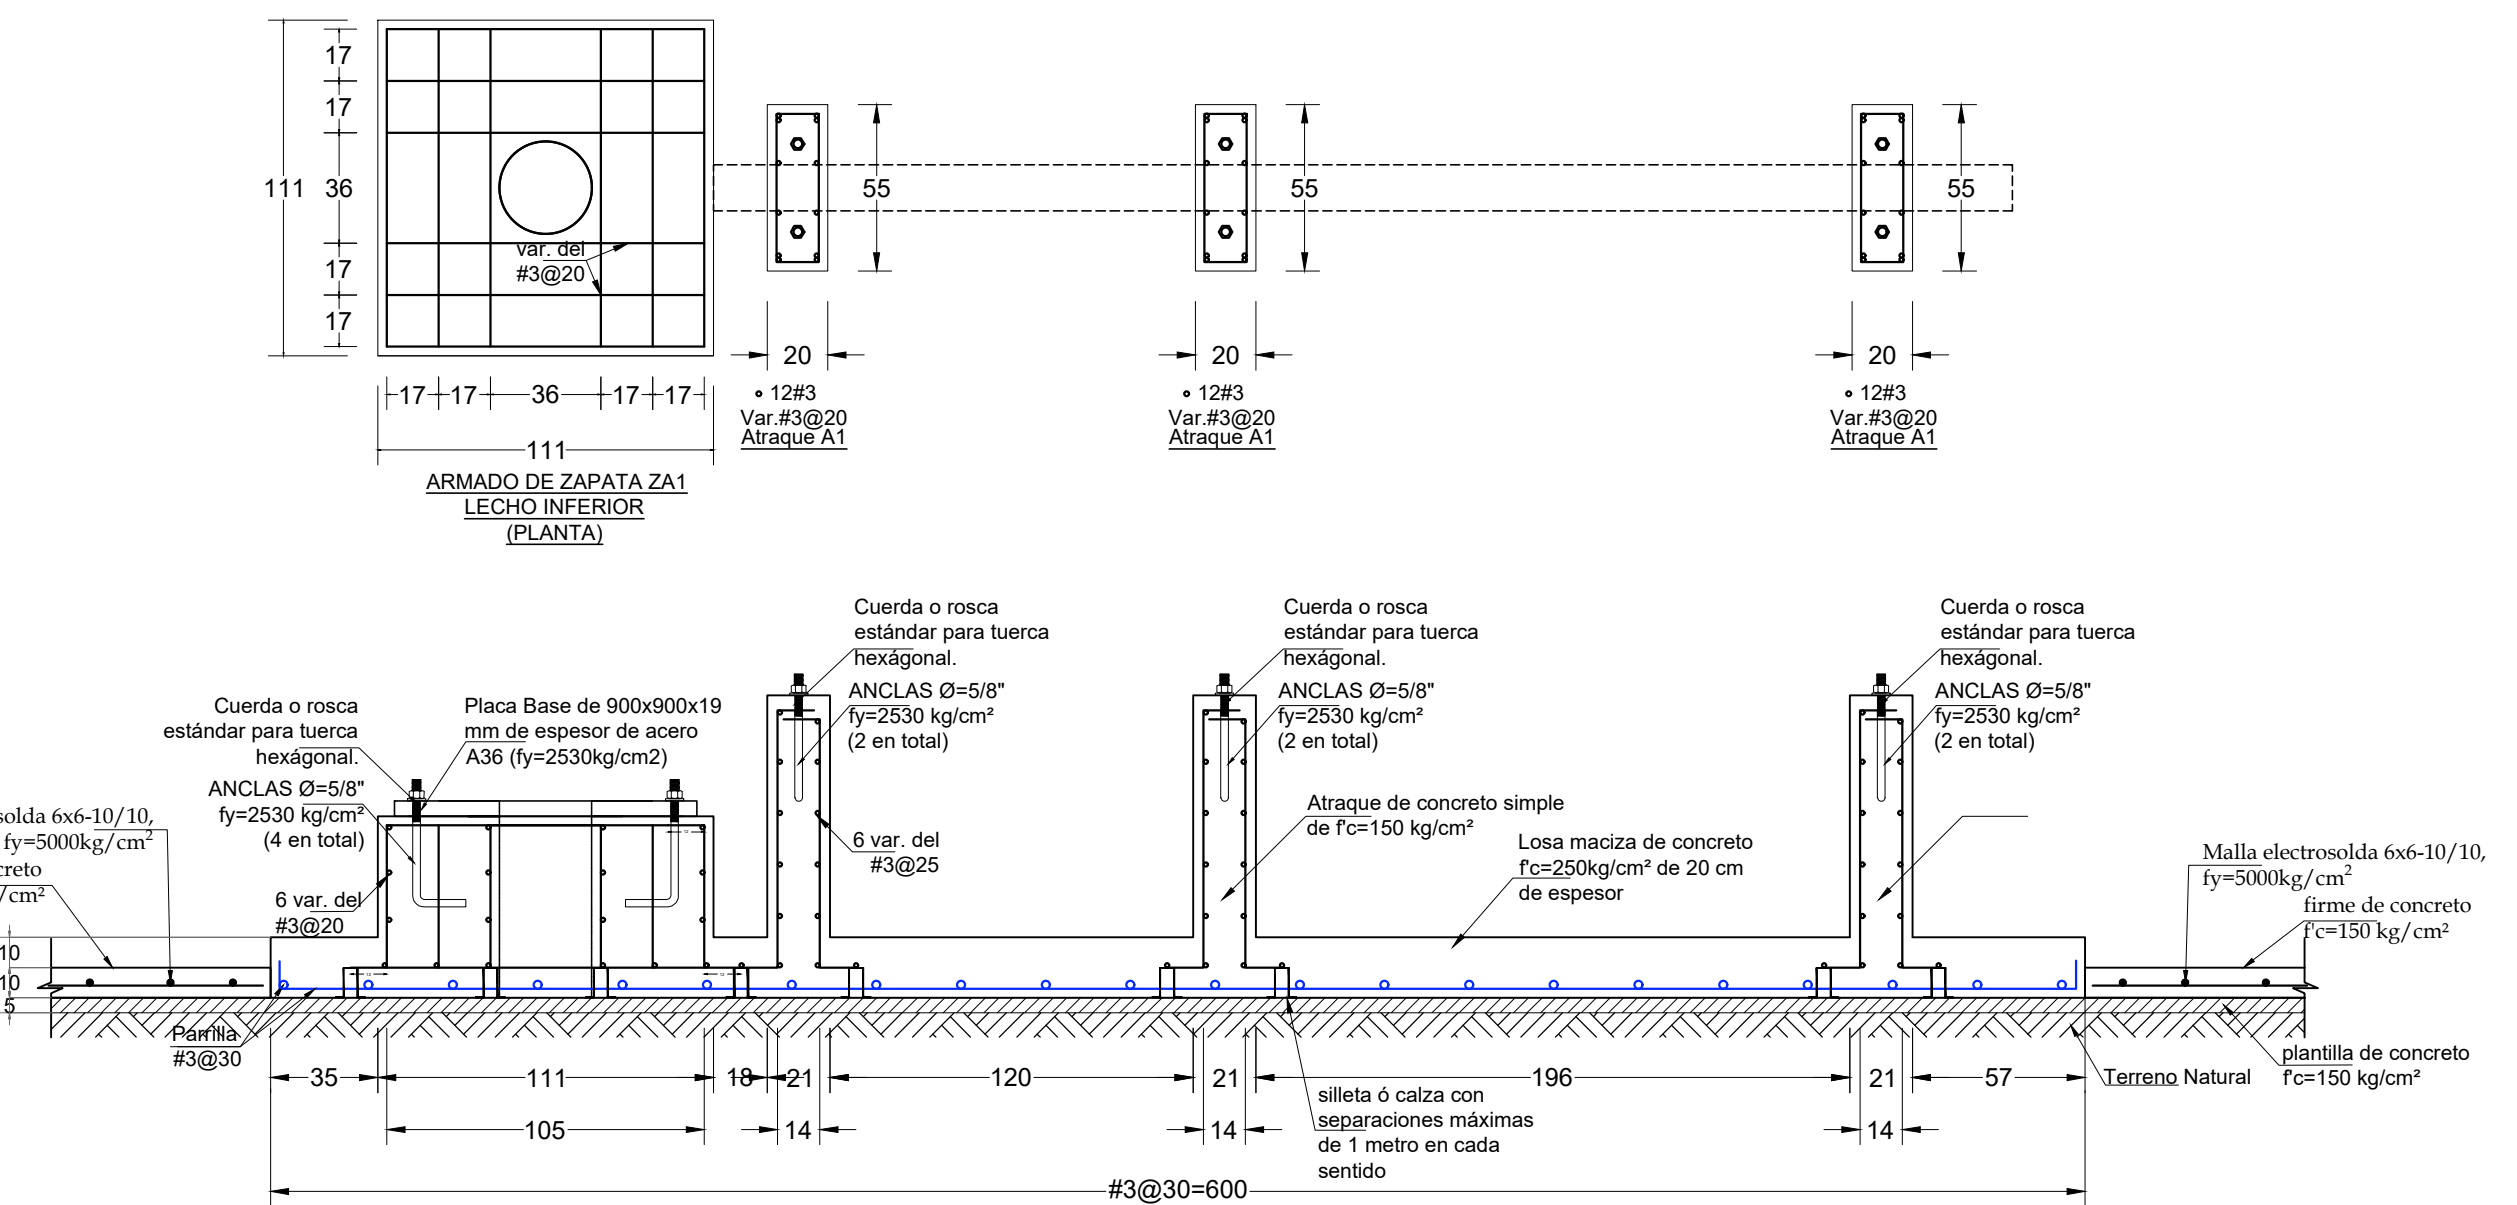 17
17
111
36
17
17
var. del
#3@20
55
55
55
17
17
36
17
17
111
ARMADO DE ZAPATA ZA1
LECHO INFERIOR
(PLANTA)
20
12#3
Var.#3@20
Atraque A1
20
12#3
Var.#3@20
Atraque A1
20
12#3
Var.#3@20
Atraque A1
Cuerda o rosca
estándar para tuerca
hexágonal.
ANCLAS Ø=5/8"
fy=2530 kg/cm²
(2 en total)
Cuerda o rosca
estándar para tuerca
hexágonal.
ANCLAS Ø=5/8"
fy=2530 kg/cm²
(2 en total)
Cuerda o rosca
estándar para tuerca
hexágonal.
ANCLAS Ø=5/8"
fy=2530 kg/cm²
(2 en total)
Cuerda o rosca
estándar para tuerca
hexágonal.
ANCLAS Ø=5/8"
fy=2530 kg/cm²
(4 en total)
Placa Base de 900x900x19
mm de espesor de acero
A36 (fy=2530kg/cm2)
solda 6x6-10/10,
fy=5000kg/cm²
creto
/cm²
6 var. del
#3@20
6 var. del
#3@25
Atraque de concreto simple
de f'c=150 kg/cm²
Losa maciza de concreto
f'c=250kg/cm² de 20 cm
de espesor
Malla electrosolda 6x6-10/10,
fy=5000kg/cm²
firme de concreto
f'c=150 kg/cm²
10
10
5
12
12
12
Parrilla
#3@30
35
111
18
21
120
21
196
21
57
105
14
14
14
silleta ó calza con
separaciones máximas
de 1 metro en cada
sentido
Terreno Natural
plantilla de concreto
f'c=150 kg/cm²
#3@30=600